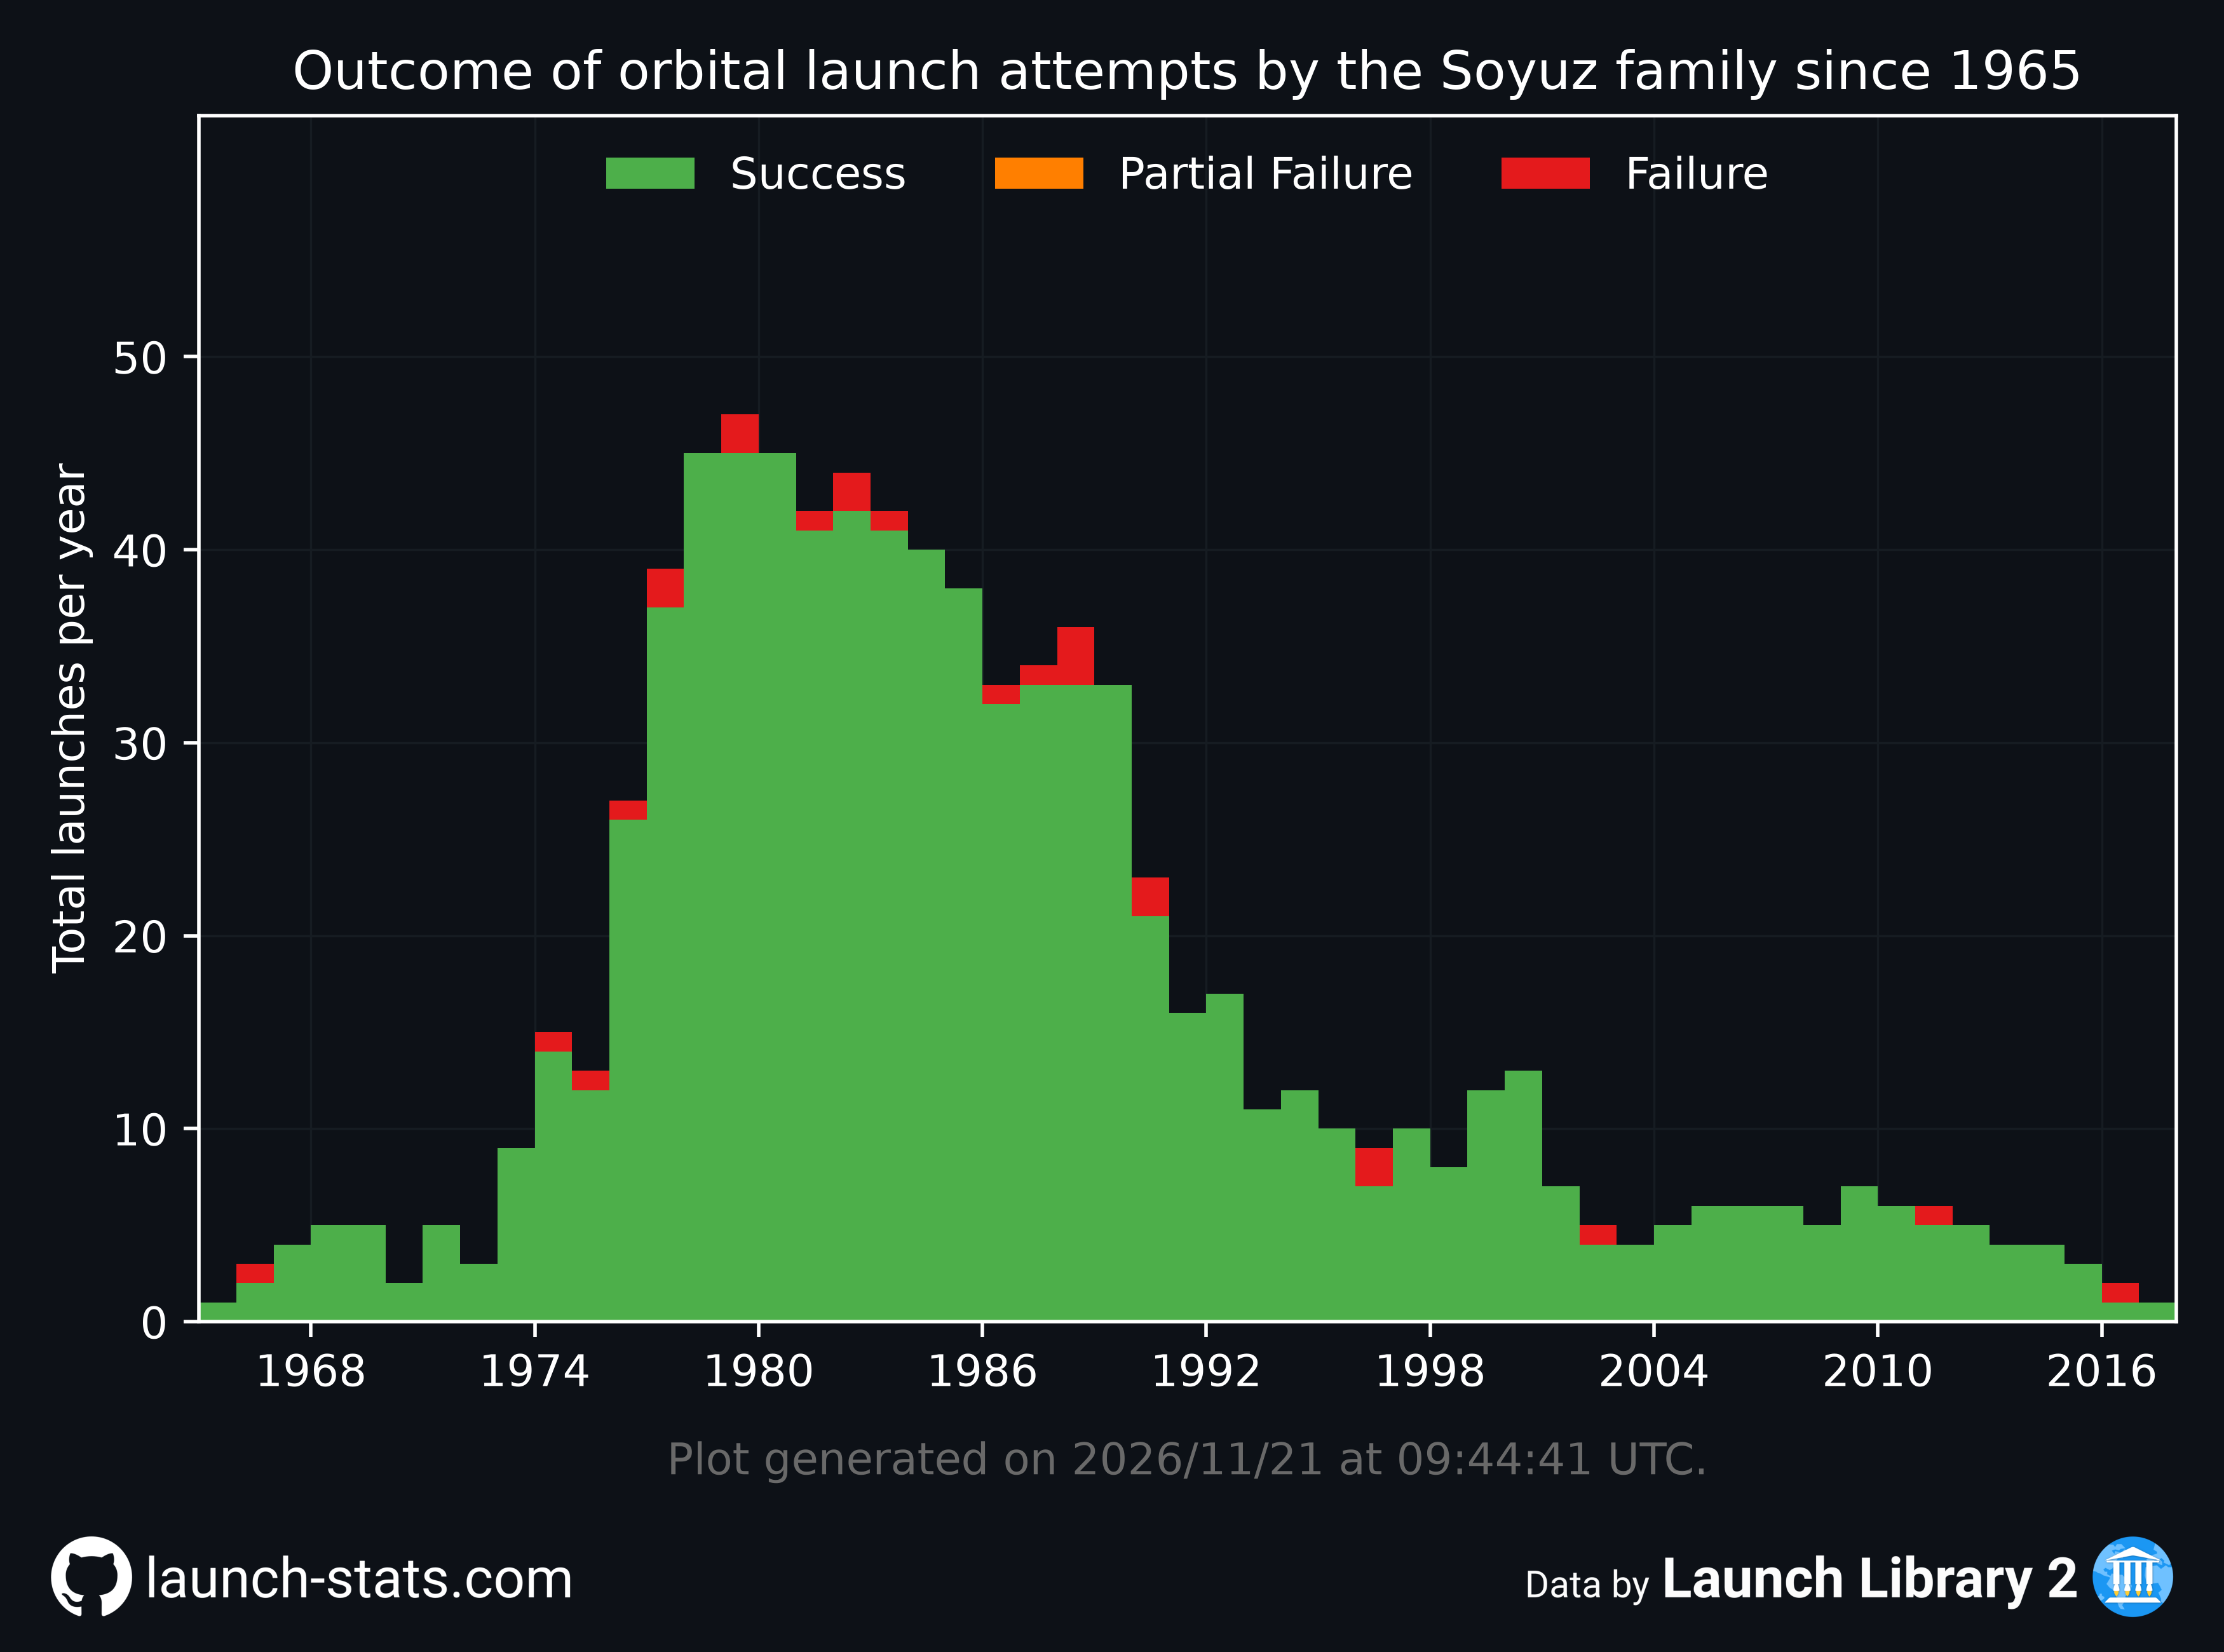 Outcome of orbital launch attempts by the Soyuz family since 1965
Success Partial Failure Failure
Total launches per year
50
40
30
20
10
0
1968 1974 1980 1986 1992 1998 2004 2010 2016
Plot generated on 2026/11/21 at 09:44:41 UTC.
launch-stats.com
Data by Launch Library 2